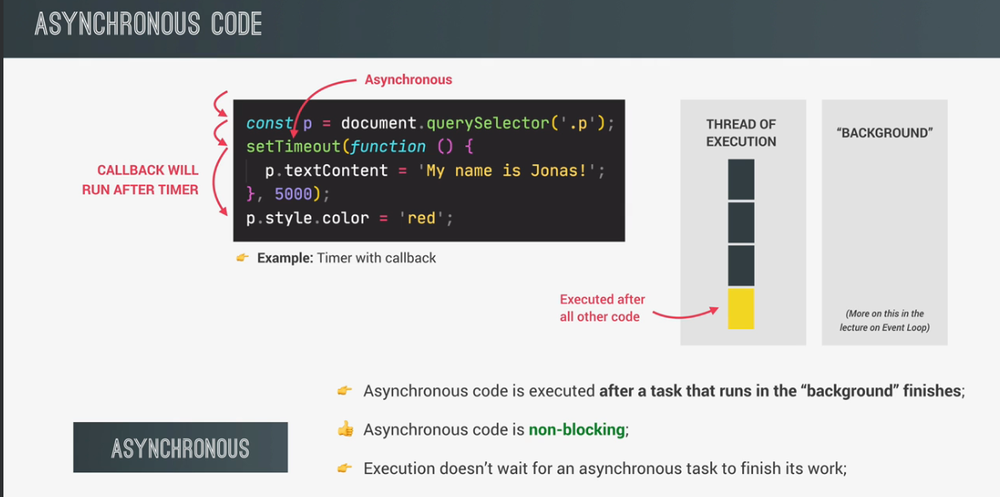 ASYNCHRONOUS CODE
Asynchronous
const p = document.querySelector('.p');
setTimeout(function () {
p.textContent = 'My name is Jonas!';
}, 5000);
p.style.color = 'red';
CALLBACK WILL
RUN AFTER TIMER
👉 Example: Timer with callback
THREAD OF
EXECUTION
Executed after
all other code
“BACKGROUND”
(More on this in the
lecture on Event Loop)
ASYNCHRONOUS
👉 Asynchronous code is executed after a task that runs in the “background” finishes;
👍 Asynchronous code is non-blocking;
👉 Execution doesn’t wait for an asynchronous task to finish its work;